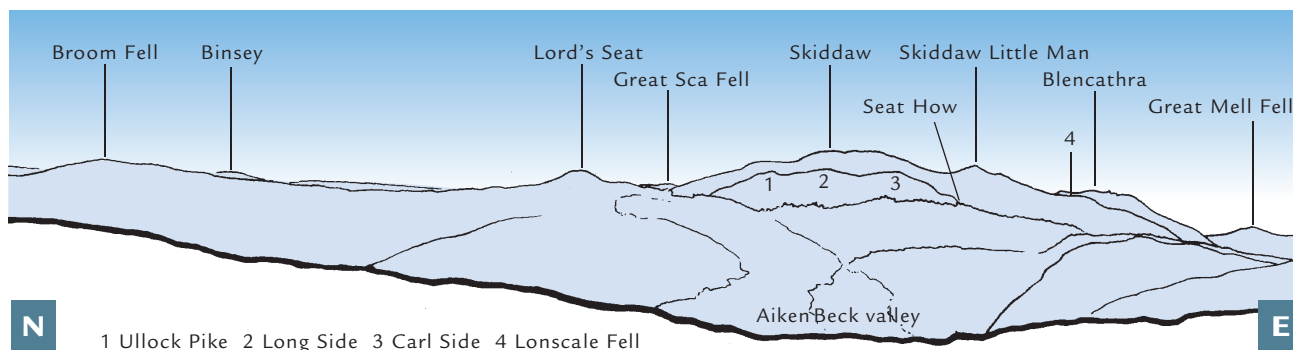 Broom Fell Binsey Lord's Seat Skiddaw Skiddaw Little Man
Great Sca Fell Blencathra
Seat How Great Mell Fell
4
1 2 3
Aiken Beck valley
N E
1 Ullock Pike 2 Long Side 3 Carl Side 4 Lonscale Fell